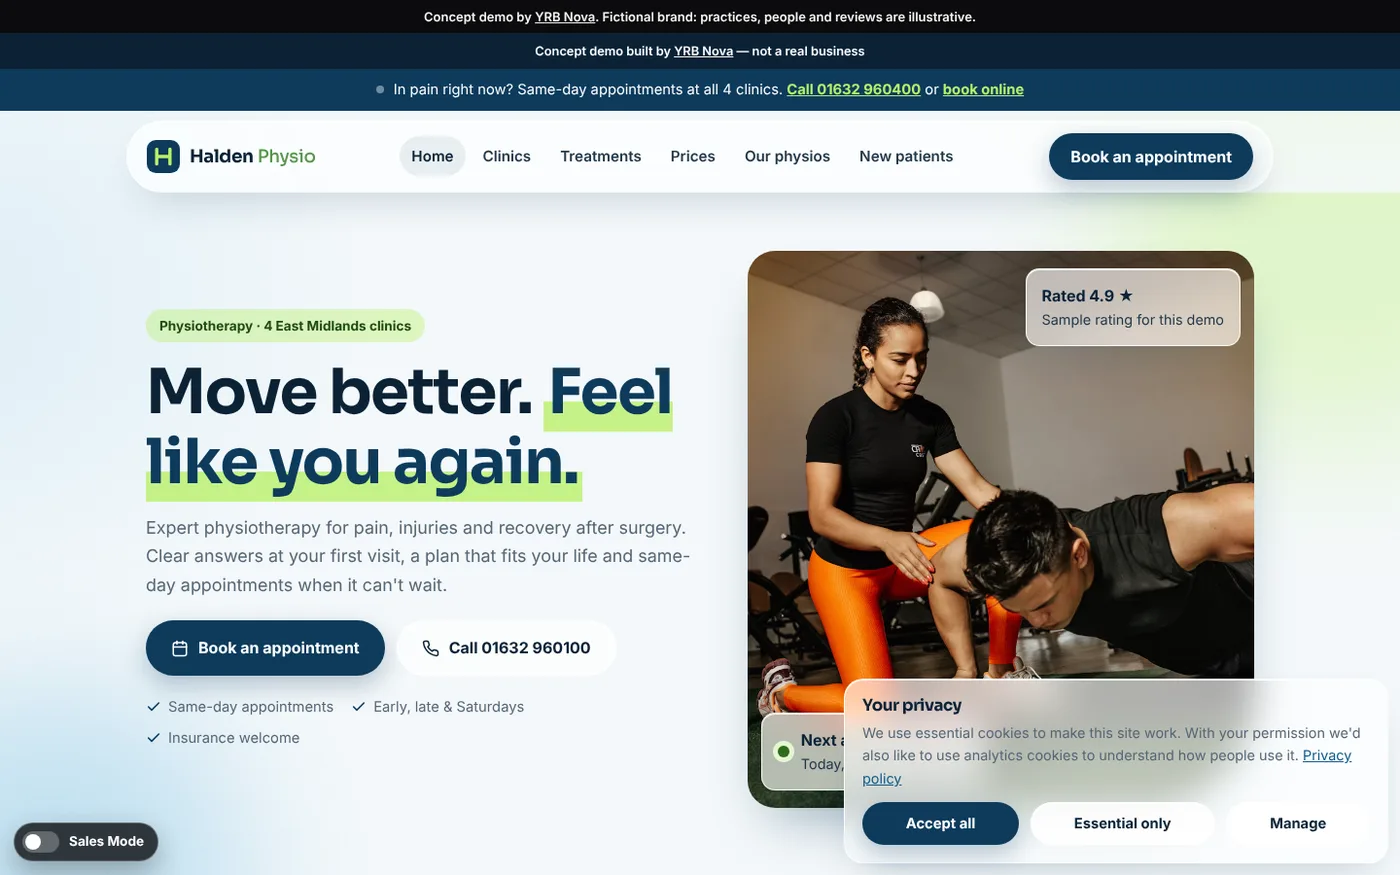 Concept demo by YRB Nova. Fictional brand: practices, people and reviews are illustrative.
Concept demo built by YRB Nova — not a real business
In pain right now? Same-day appointments at all 4 clinics. Call 01632 960400 or book online
H Halden Physio
Home
Clinics
Treatments
Prices
Our physios
New patients
Book an appointment
Physiotherapy · 4 East Midlands clinics
Move better. Feel
like you again.
Expert physiotherapy for pain, injuries and recovery after surgery.
Clear answers at your first visit, a plan that fits your life and same-
day appointments when it can't wait.
Book an appointment
Call 01632 960100
Same-day appointments
Early, late & Saturdays
Insurance welcome
Rated 4.9 ★
Sample rating for this demo
Next
Today,
Your privacy
We use essential cookies to make this site work. With your permission we'd
also like to use analytics cookies to understand how people use it. Privacy
policy
Accept all
Essential only
Manage
Sales Mode